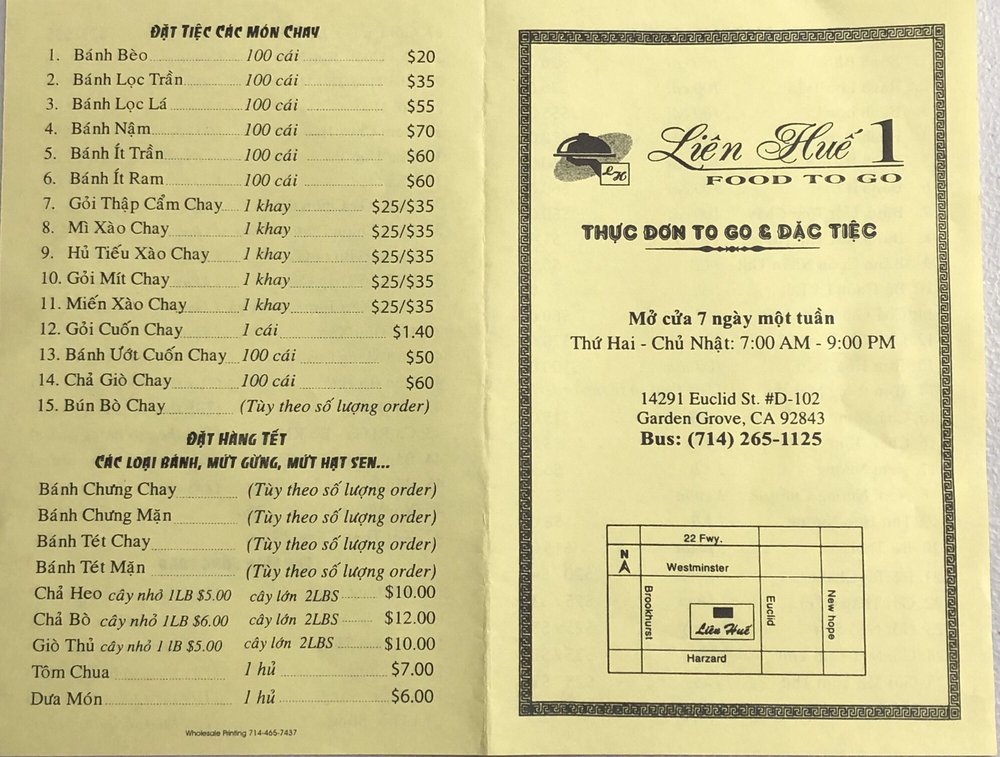 ĐẶT TIỆC CÁC MÓN CHAY
1. Bánh Bèo 100 cái $20
2. Bánh Lọc Trần 100 cái $35
3. Bánh Lọc Lá 100 cái $55
4. Bánh Nậm 100 cái $70
5. Bánh Ít Trần 100 cái $60
6. Bánh Ít Ram 100 cái $60
7. Gỏi Thập Cẩm Chay 1 khay $25/$35
8. Mì Xào Chay 1 khay $25/$35
9. Hủ Tiếu Xào Chay 1 khay $25/$35
10. Gỏi Mít Chay 1 khay $25/$35
11. Miến Xào Chay 1 khay $25/$35
12. Gỏi Cuốn Chay 1 cái $1.40
13. Bánh Ướt Cuốn Chay 100 cái $50
14. Chả Giò Chay 100 cái $60
15. Bún Bò Chay (Tùy theo số lượng order)
ĐẶT HÀNG TẾT
CÁC LOẠI BÁNH, MỨT GỪNG, MỨT HẠT SEN...
Bánh Chưng Chay (Tùy theo số lượng order)
Bánh Chưng Mặn (Tùy theo số lượng order)
Bánh Tét Chay (Tùy theo số lượng order)
Bánh Tét Mặn (Tùy theo số lượng order)
Chả Heo cây nhỏ 1LB $5.00 cây lớn 2LBS $10.00
Chả Bò cây nhỏ 1LB $6.00 cây lớn 2LBS $12.00
Giò Thủ cây nhỏ 1 lB $5.00 cây lớn 2LBS $10.00
Tôm Chua 1 hủ $7.00
Dưa Món 1 hủ $6.00
Wholesale Printing 714-465-7437
Liên Huế 1
LH
FOOD TO GO
THỰC ĐƠN TO GO & ĐẶC TIỆC
Mở cửa 7 ngày một tuần
Thứ Hai - Chủ Nhật: 7:00 AM - 9:00 PM
14291 Euclid St. #D-102
Garden Grove, CA 92843
Bus: (714) 265-1125
22 Fwy.
N
Westminster
Brookhurst
Euclid
New hope
Liên Huế
Harzard